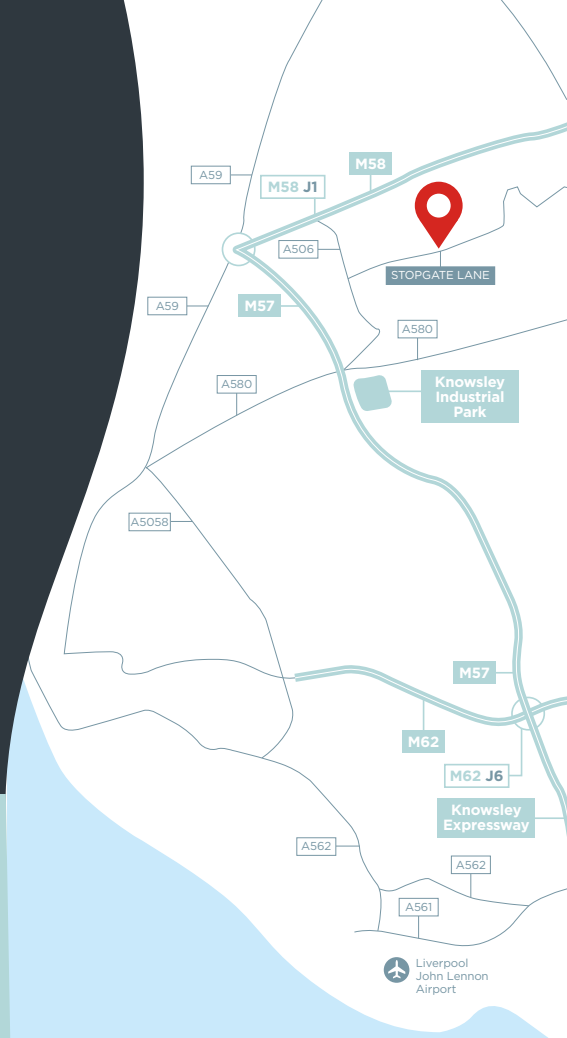 M58
A59
M58 J1
A506
STOPGATE LANE
A59
M57
A580
A580
Knowsley
Industrial
Park
A5058
M57
M62
M62 J6
Knowsley
Expressway
A562
A562
A561
Liverpool
John Lennon
Airport